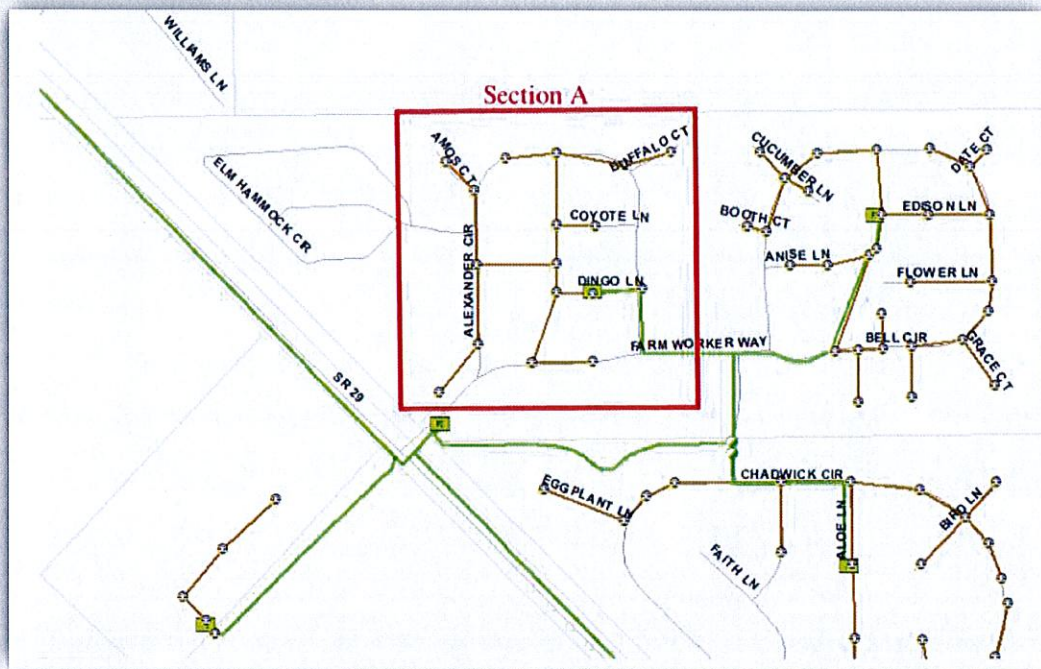 WILLIAMS LN
Section A
AMOS CT
BUFFALO CT
CUCUMBER LN
DATE CT
ELM HAMMOCK CIR
COYOTE LN
BOOTH CT
EDISON LN
ALEXANDER CIR
ANISE LN
DINGO LN
FLOWER LN
FARM WORKER WAY
BELL CIR
GRACE CT
SR 29
EGGPLANT LN
CHADWICK CIR
ALOE LN
BIRD LN
FAITH LN